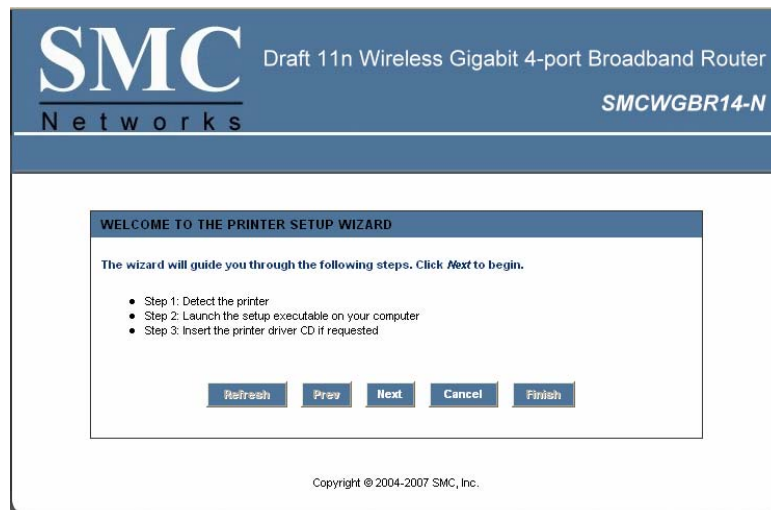 SMC
Networks
Draft 11n Wireless Gigabit 4-port Broadband Router
SMCWGBR14-N
WELCOME TO THE PRINTER SETUP WIZARD
The wizard will guide you through the following steps. Click Next to begin.
• Step 1: Detect the printer
• Step 2: Launch the setup executable on your computer
• Step 3: Insert the printer driver CD if requested
Refresh Prev Next Cancel Finish
Copyright © 2004-2007 SMC, Inc.